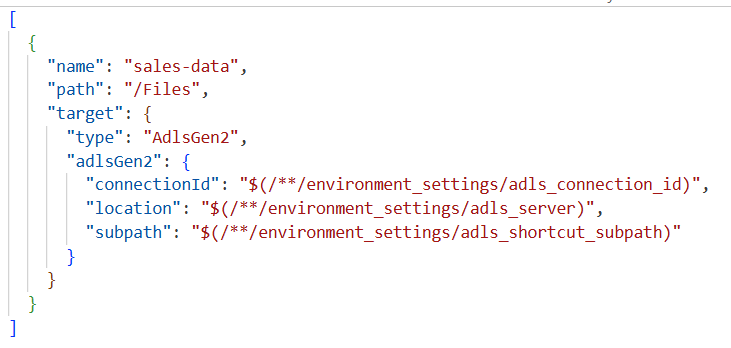 [
  {
    "name": "sales-data",
    "path": "/Files",
    "target": {
      "type": "AdlsGen2",
      "adlsGen2": {
        "connectionId": "$(/**/environment_settings/adls_connection_id)",
        "location": "$(/**/environment_settings/adls_server)",
        "subpath": "$(/**/environment_settings/adls_shortcut_subpath)"
      }
    }
  }
]